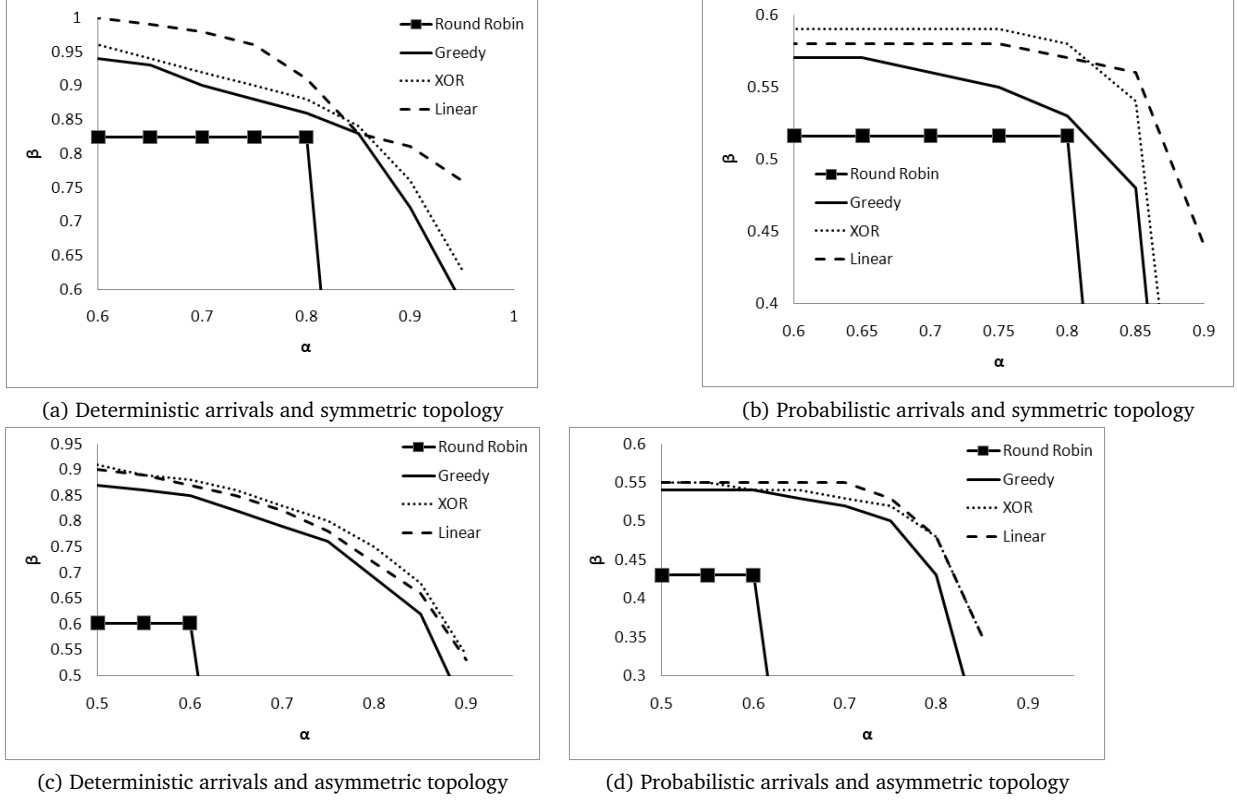 1
0.95
0.9
0.85
0.8
0.75
0.7
0.65
0.6
β
0.6
0.7
0.8
0.9
1
α
Round Robin
Greedy
XOR
Linear
(a) Deterministic arrivals and symmetric topology
0.6
0.55
0.5
0.45
0.4
β
0.6
0.65
0.7
0.75
0.8
0.85
0.9
α
Round Robin
Greedy
XOR
Linear
(b) Probabilistic arrivals and symmetric topology
0.95
0.9
0.85
0.8
0.75
0.7
0.65
0.6
0.55
0.5
β
0.5
0.6
0.7
0.8
0.9
α
Round Robin
Greedy
XOR
Linear
(c) Deterministic arrivals and asymmetric topology
0.6
0.55
0.5
0.45
0.4
0.35
0.3
β
0.5
0.6
0.7
0.8
0.9
α
Round Robin
Greedy
XOR
Linear
(d) Probabilistic arrivals and asymmetric topology